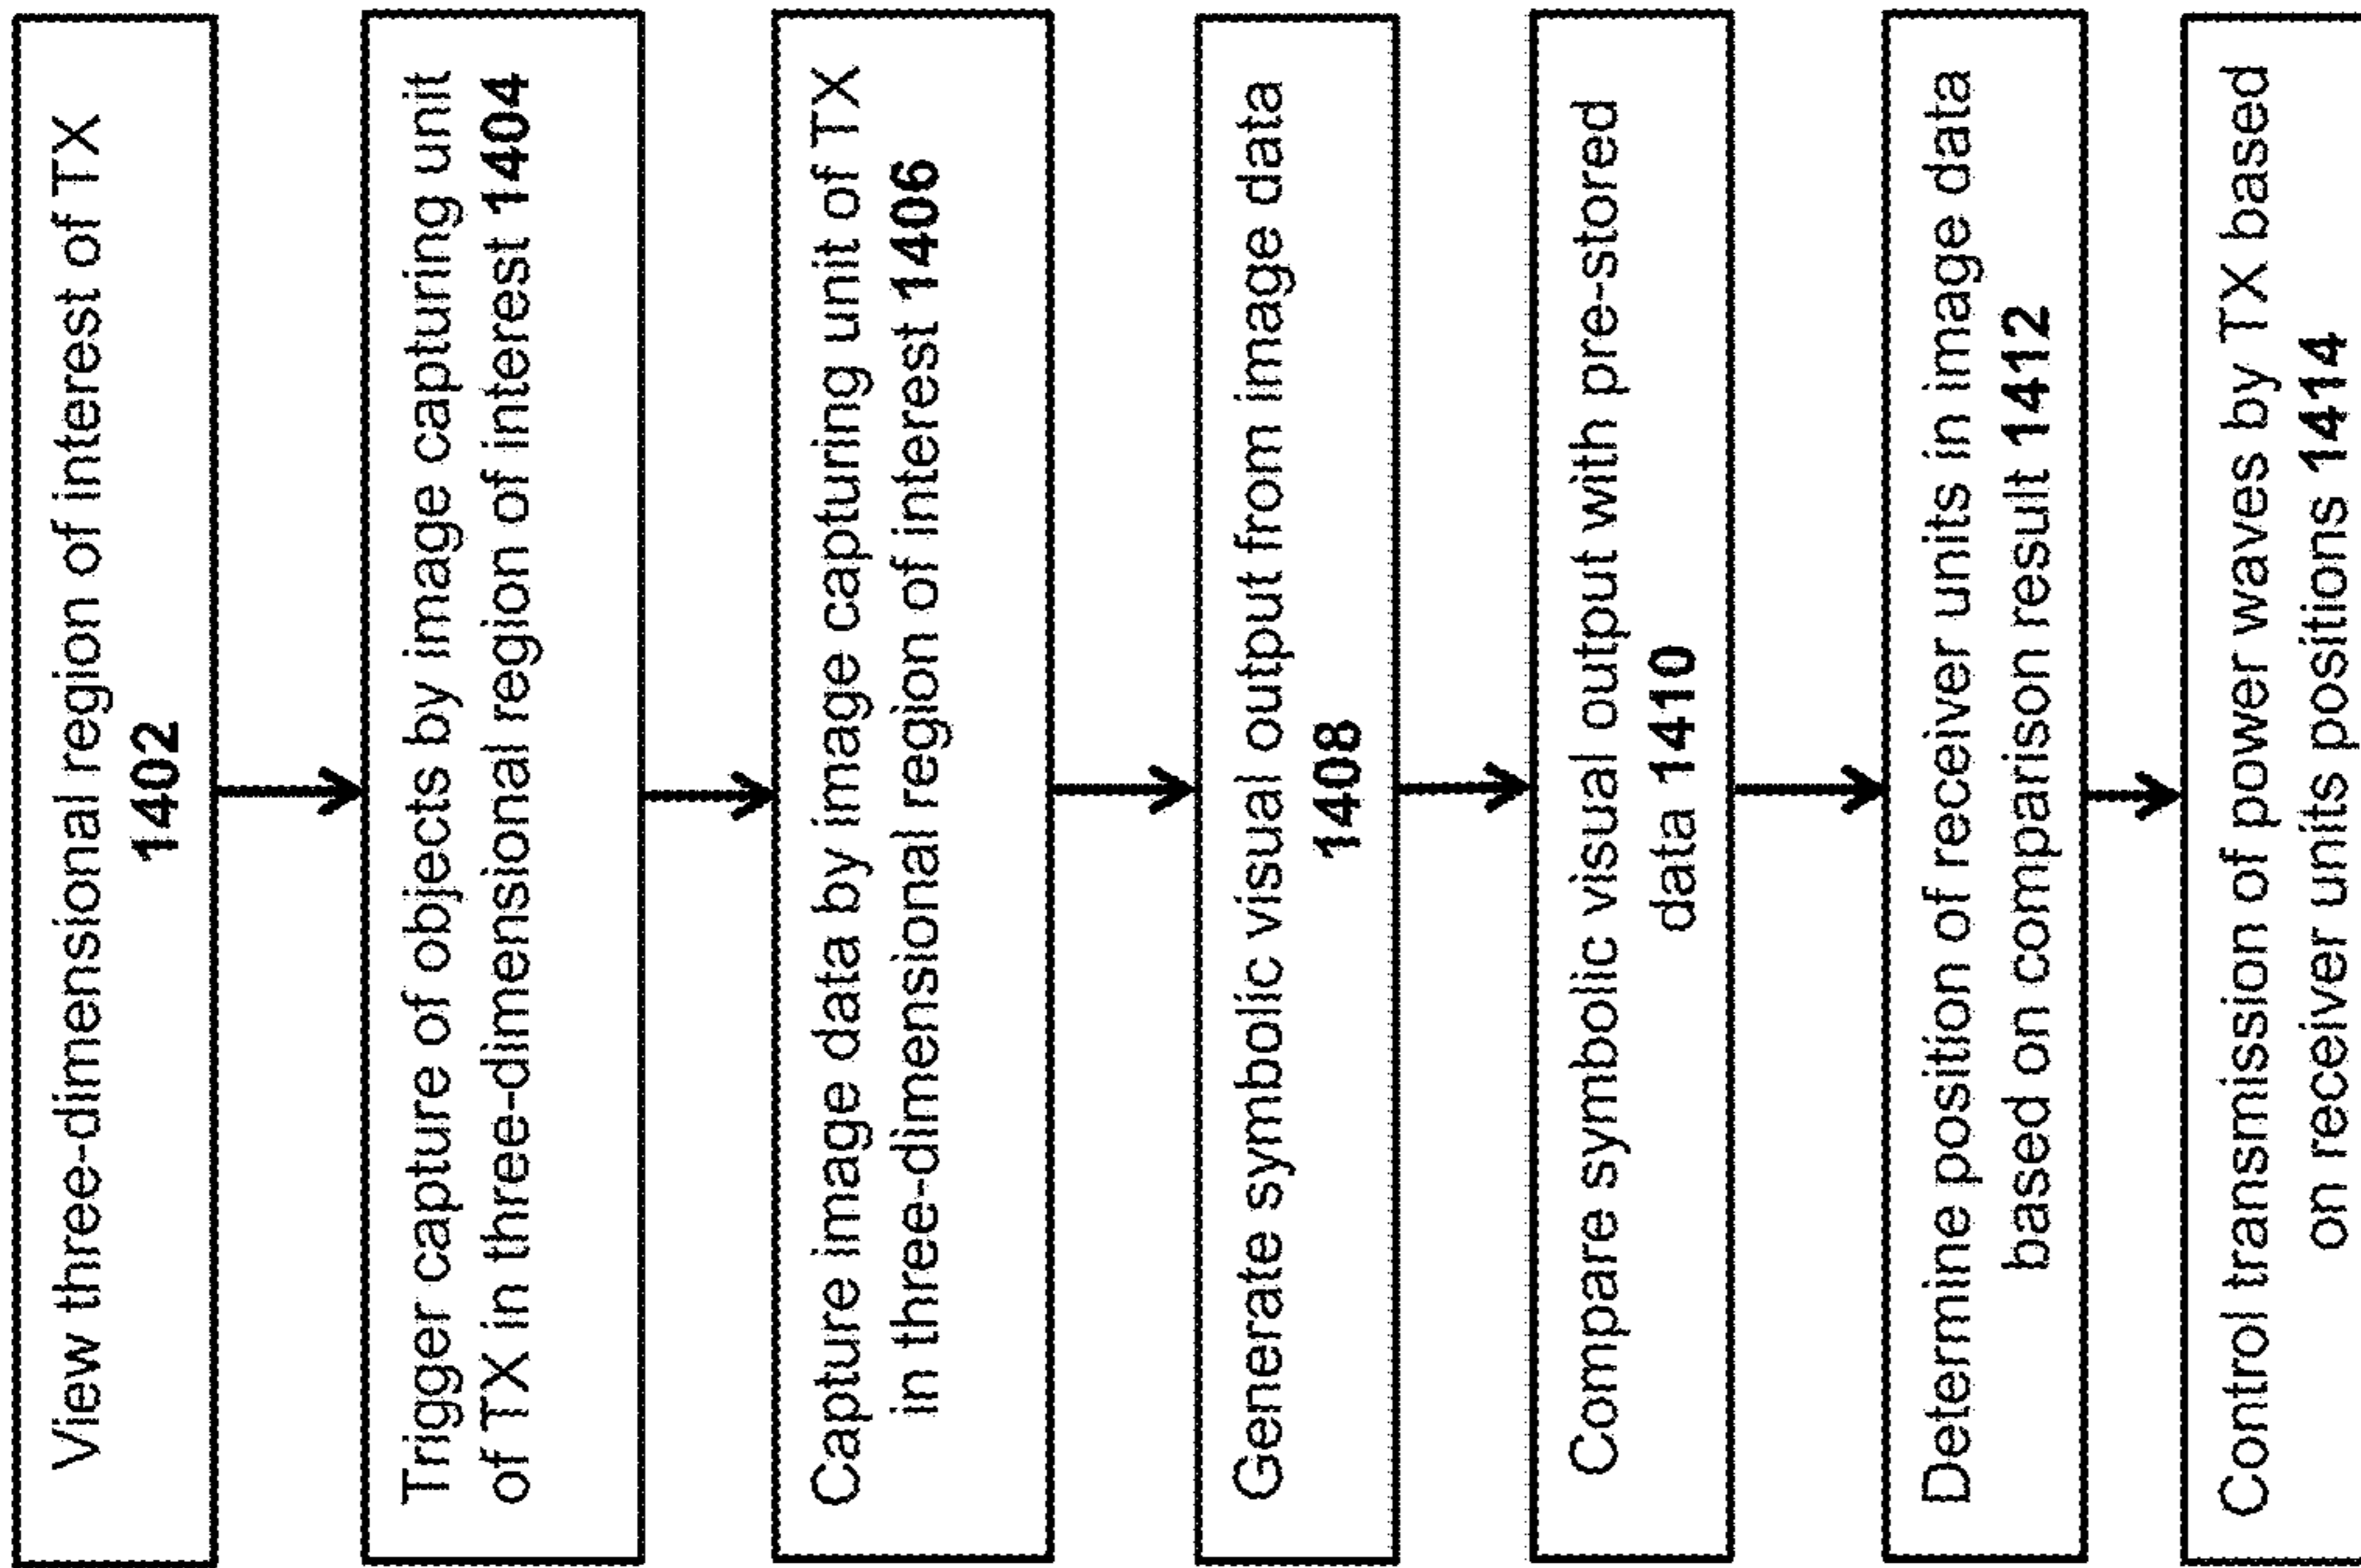 View three-dimensional region of interest of TX
1402
Trigger capture of objects by image capturing unit
of TX in three-dimensional region of interest 1404
Capture image data by image capturing unit of TX
in three-dimensional region of interest 1406
Generate symbolic visual output from image data
1408
Compare symbolic visual output with pre-stored
data 1410
Determine position of receiver units in image data
based on comparison result 1412
Control transmission of power waves by TX based
on receiver units positions 1414